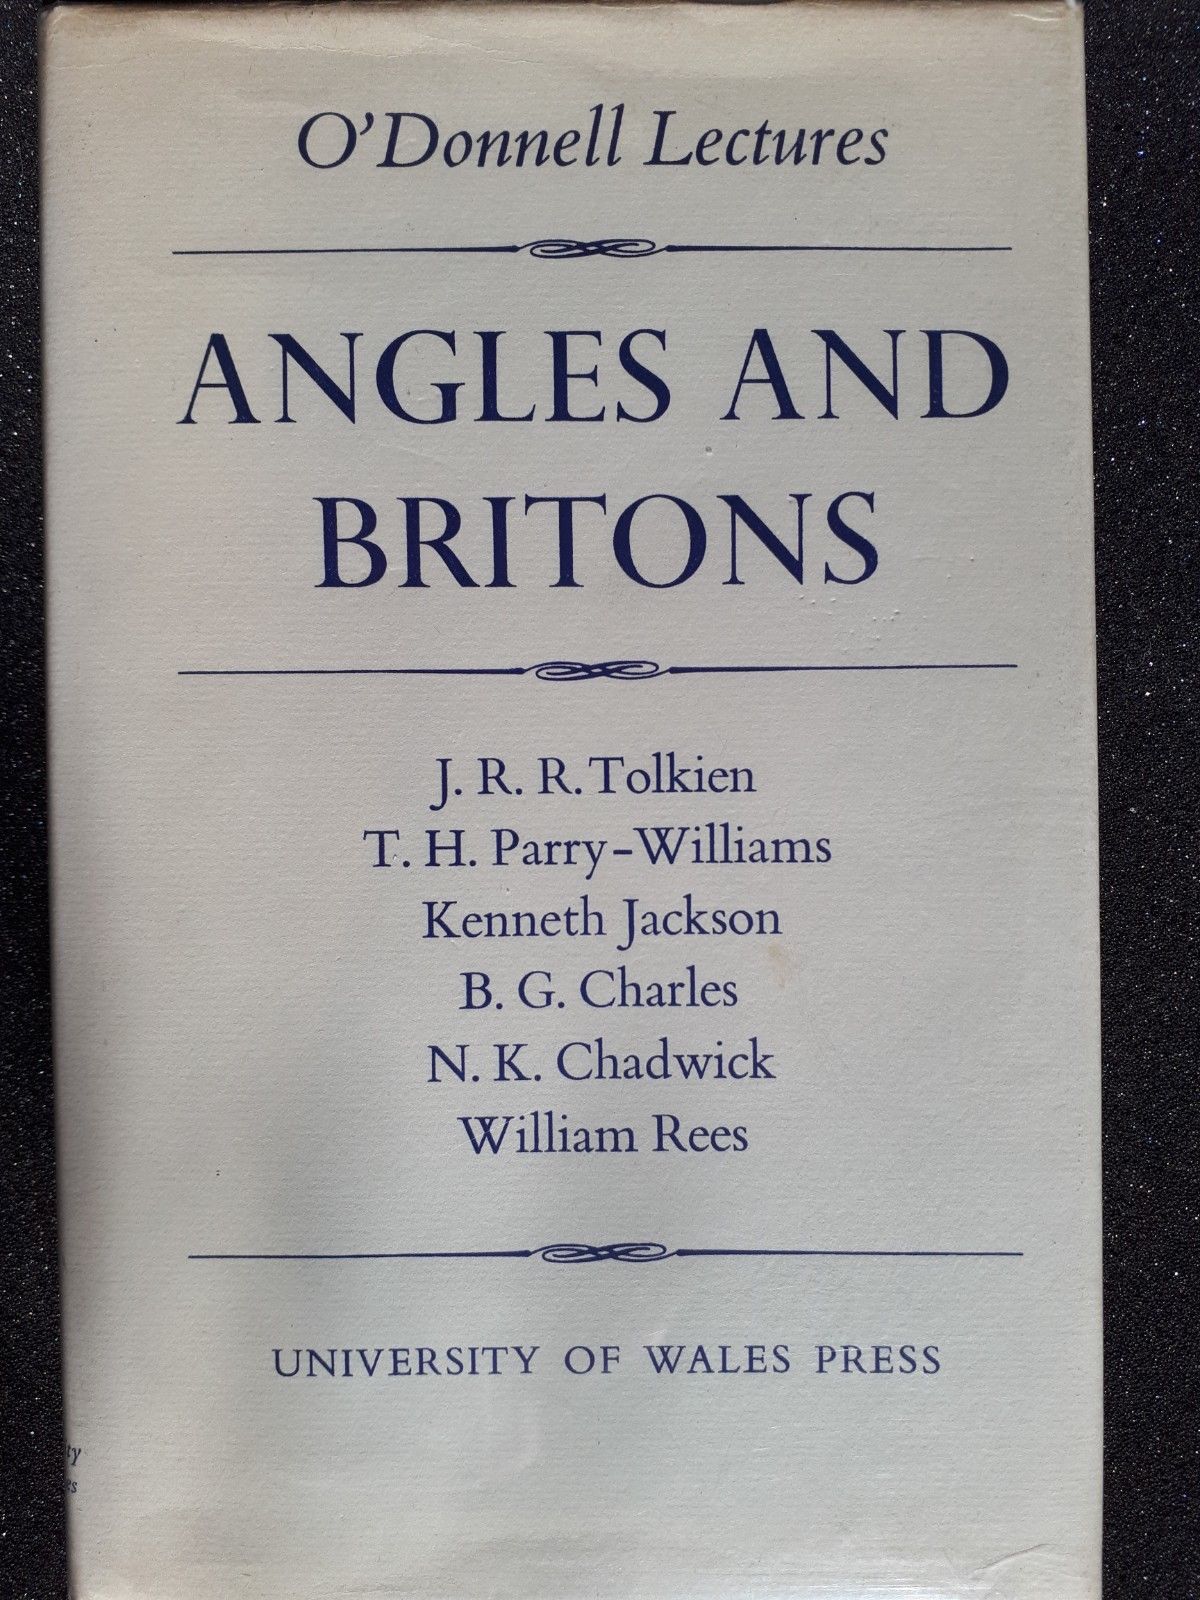 O'Donnell Lectures
ANGLES AND
BRITONS
J. R. R. Tolkien
T. H. Parry-Williams
Kenneth Jackson
B. G. Charles
N. K. Chadwick
William Rees
UNIVERSITY OF WALES PRESS